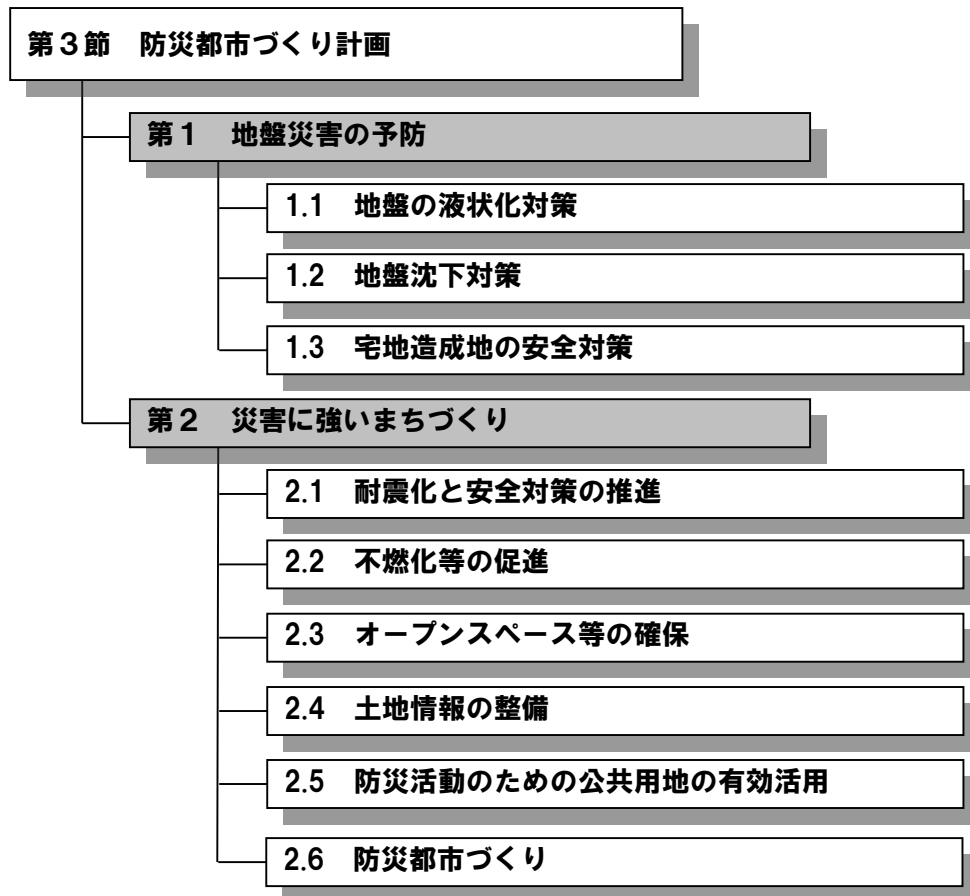 第３節　防災都市づくり計画
第１　地盤災害の予防
1.1　地盤の液状化対策
1.2　地盤沈下対策
1.3　宅地造成地の安全対策
第２　災害に強いまちづくり
2.1　耐震化と安全対策の推進
2.2　不燃化等の促進
2.3　オープンスペース等の確保
2.4　土地情報の整備
2.5　防災活動のための公共用地の有効活用
2.6　防災都市づくり